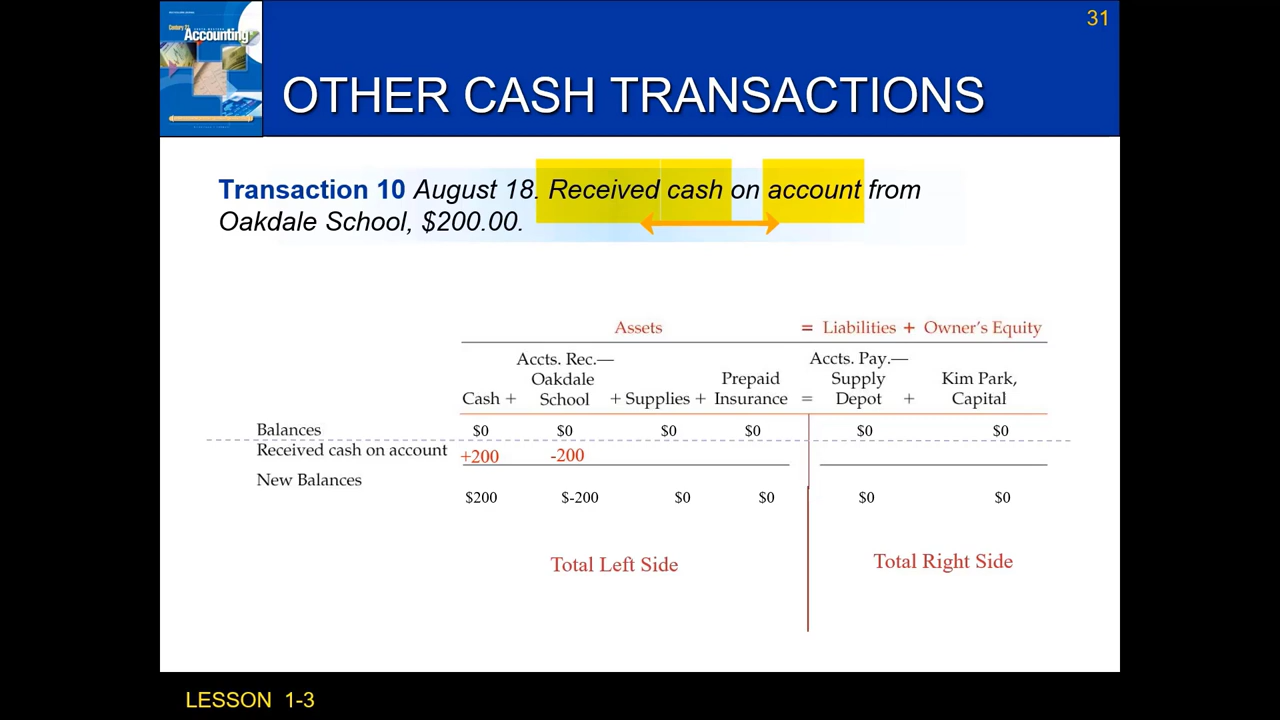 31
Century 21
Accounting
OTHER CASH TRANSACTIONS
Transaction 10 August 18. Received cash on account from
Oakdale School, $200.00.
Assets = Liabilities + Owner's Equity
Accts. Rec.— Accts. Pay.—
Oakdale Prepaid Supply Kim Park,
Cash + School + Supplies + Insurance = Depot + Capital
Balances $0 $0 $0 $0 $0 $0
Received cash on account +200 -200
New Balances
$200 $-200 $0 $0 $0 $0
Total Left Side Total Right Side
LESSON 1-3